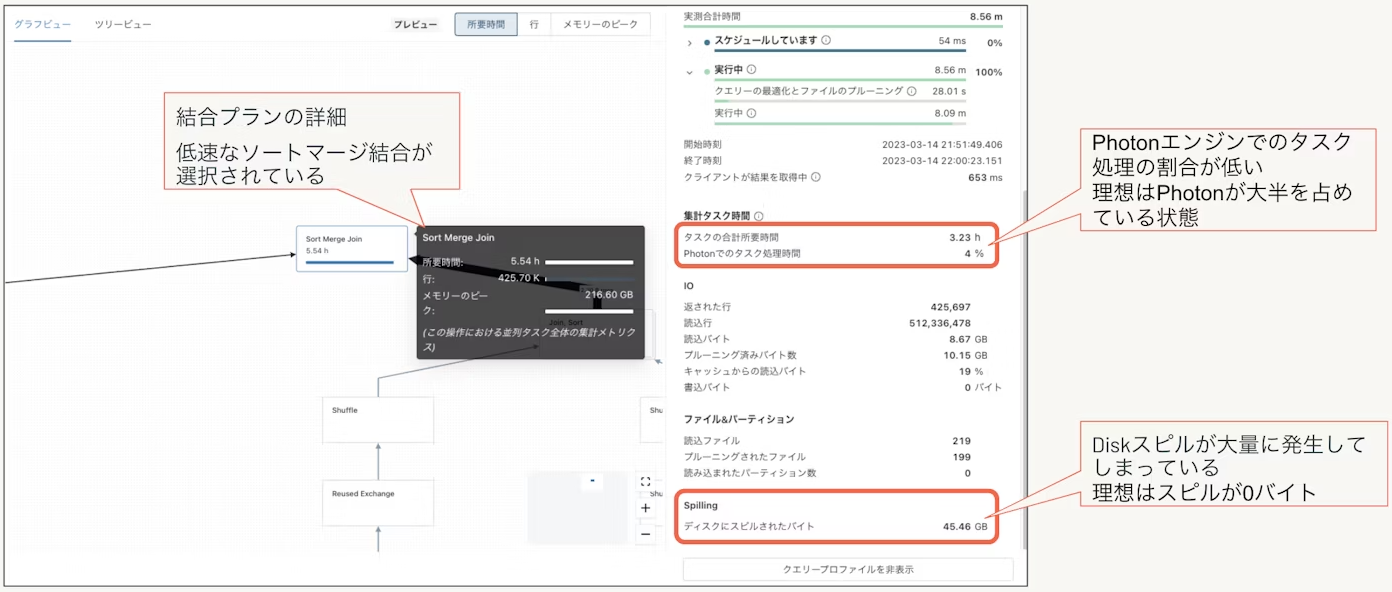 グラフビュー
ツリービュー
プレビュー
所要時間
行
メモリーのピーク
結合プランの詳細
低速なソートマージ結合が
選択されている
Sort Merge Join
5.54 h
Sort Merge Join
所要時間: 5.54 h
行: 425.70 K
メモリーのピー
ク: 216.60 GB
Join, Sort
(この操作における並列タスク全体の集計メトリク
ス)
Shuffle
Reused Exchange
Shu
Shu
実測合計時間 8.56 m
スケジュールしています 54 ms 0%
実行中 8.56 m 100%
クエリーの最適化とファイルのプルーニング 28.01 s
実行中 8.09 m
開始時刻 2023-03-14 21:51:49.406
終了時刻 2023-03-14 22:00:23.151
クライアントが結果を取得中 653 ms
集計タスク時間
タスクの合計所要時間 3.23 h
Photonでのタスク処理時間 4 %
IO
返された行 425,697
読込行 512,336,478
読込バイト 8.67 GB
プルーニング済みバイト数 10.15 GB
キャッシュからの読込バイト 19 %
書込バイト 0 バイト
ファイル&パーティション
読込ファイル 219
プルーニングされたファイル 199
読み込まれたパーティション数 0
Spilling
ディスクにスピルされたバイト 45.46 GB
クエリープロファイルを非表示
Photonエンジンでのタスク
処理の割合が低い
理想はPhotonが大半を占め
ている状態
Diskスピルが大量に発生して
しまっている
理想はスピルが0バイト